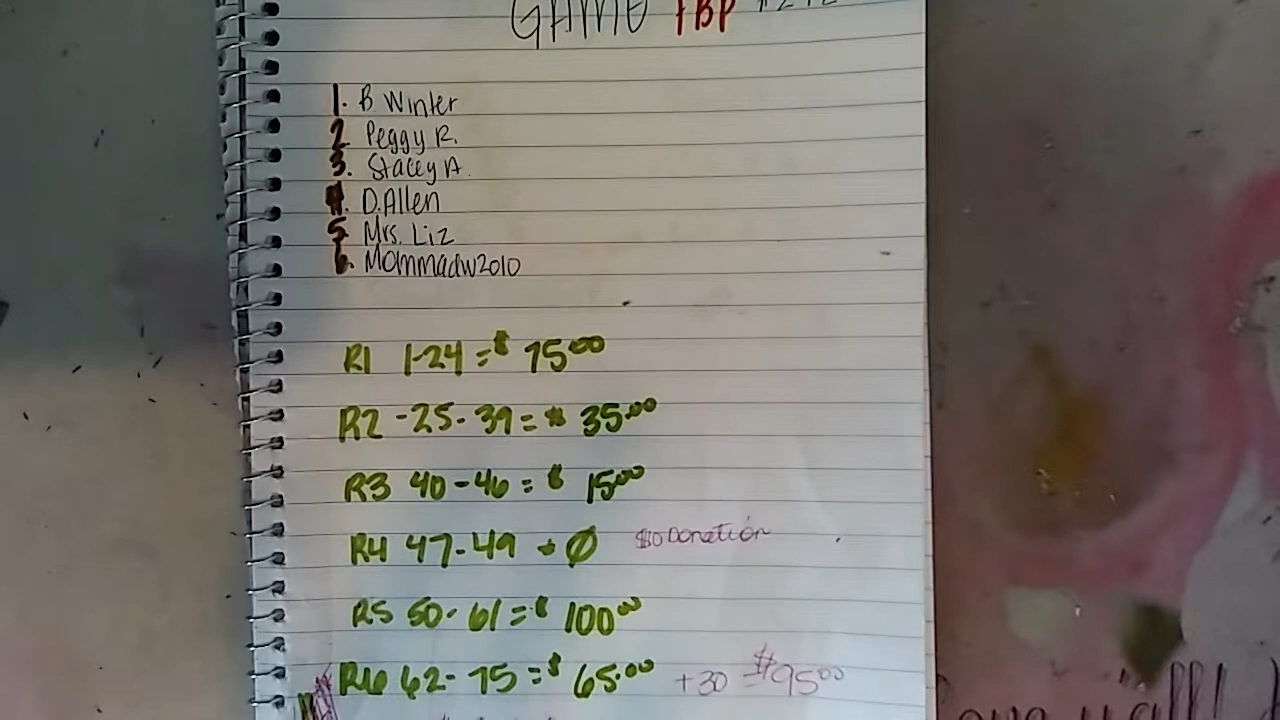 GAME FBP
1. B Winter
2. Peggy R.
3. Stacey A.
4. D.Allen
5. Mrs. Liz
6. Mommadw2010
R1 1-24 = $ 75.00
R2 - 25 - 39 = $ 35.00
R3 40 - 46 = $ 15.00
R4 47 - 49 → Ø $10 Donation
R5 50 - 61 = $ 100.00
R6 62 - 75 = $ 65.00 +30 = $95.00
y'all!